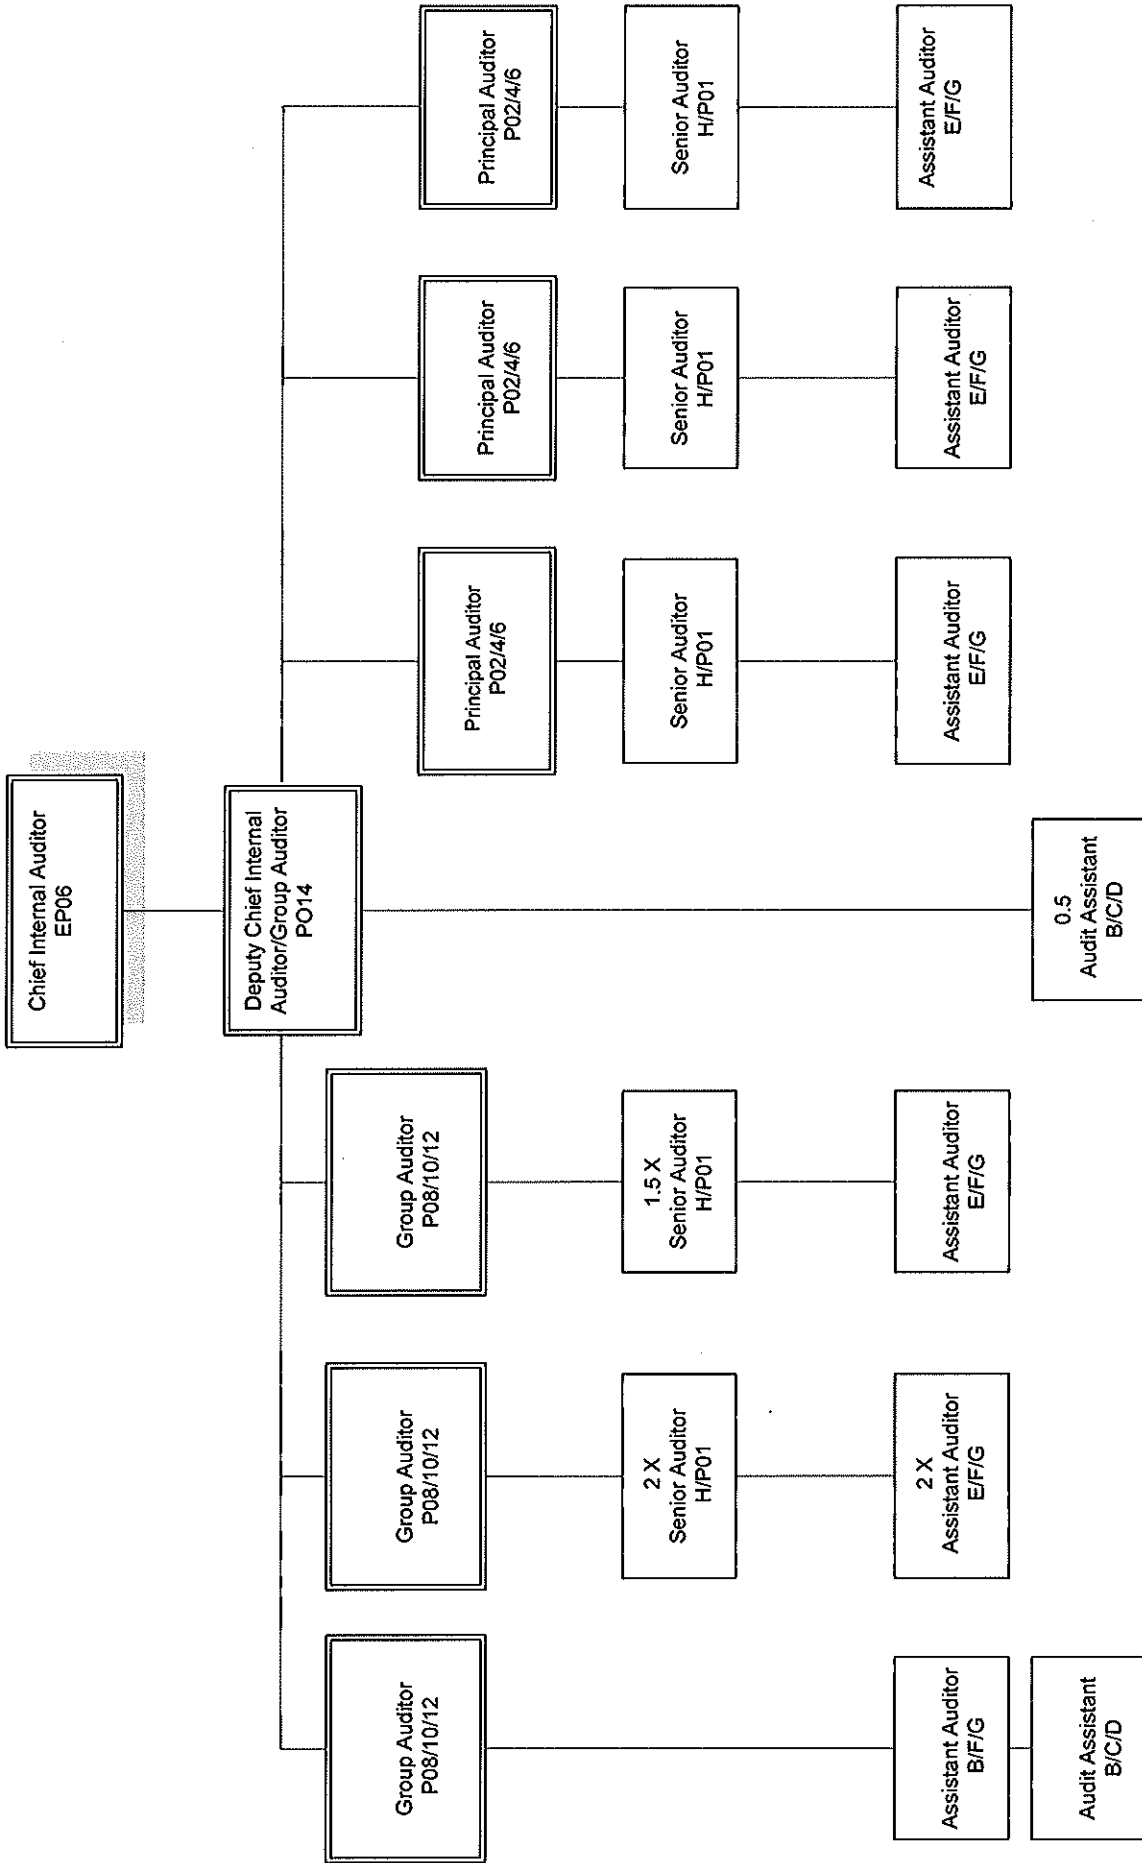 Chief Internal Auditor
EP06
Deputy Chief Internal
Auditor/Group Auditor
PO14
Group Auditor
P08/10/12
Group Auditor
P08/10/12
Group Auditor
P08/10/12
Principal Auditor
P02/4/6
Principal Auditor
P02/4/6
Principal Auditor
P02/4/6
2 X
Senior Auditor
H/P01
1.5 X
Senior Auditor
H/P01
Senior Auditor
H/P01
Senior Auditor
H/P01
Senior Auditor
H/P01
Assistant Auditor
B/F/G
2 X
Assistant Auditor
E/F/G
Assistant Auditor
E/F/G
Assistant Auditor
E/F/G
Assistant Auditor
E/F/G
Assistant Auditor
E/F/G
Audit Assistant
B/C/D
0.5
Audit Assistant
B/C/D